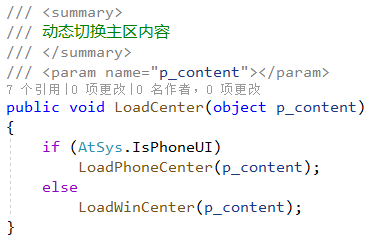 /// <summary>
/// 动态切换主区内容
/// </summary>
/// <param name="p_content"></param>
7 个引用|0 项更改|0 名作者，0 项更改
public void LoadCenter(object p_content)
{
    if (AtSys.IsPhoneUI)
        LoadPhoneCenter(p_content);
    else
        LoadWinCenter(p_content);
}